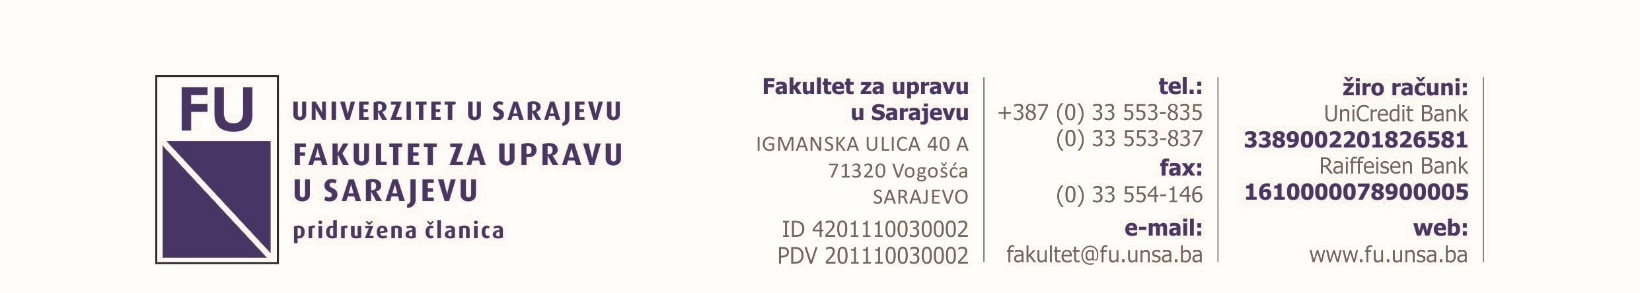 FU
UNIVERZITET U SARAJEVU
FAKULTET ZA UPRAVU
U SARAJEVU
pridružena članica
Fakultet za upravu
u Sarajevu
IGMANSKA ULICA 40 A
71320 Vogošća
SARAJEVO
ID 4201110030002
PDV 201110030002
tel.:
+387 (0) 33 553-835
(0) 33 553-837
fax:
(0) 33 554-146
e-mail:
fakultet@fu.unsa.ba
žiro računi:
UniCredit Bank
3389002201826581
Raiffeisen Bank
1610000078900005
web:
www.fu.unsa.ba